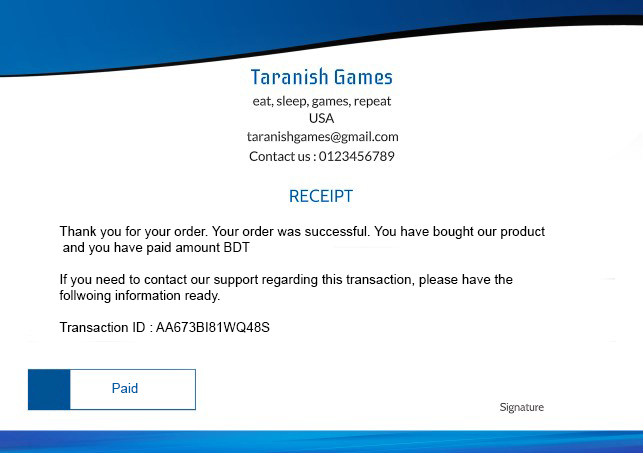 Taranish Games
eat, sleep, games, repeat
USA
taranishgames@gmail.com
Contact us : 0123456789
RECEIPT
Thank you for your order. Your order was successful. You have bought our product
and you have paid amount BDT
If you need to contact our support regarding this transaction, please have the
follwoing information ready.
Transaction ID : AA673BI81WQ48S
Paid
Signature